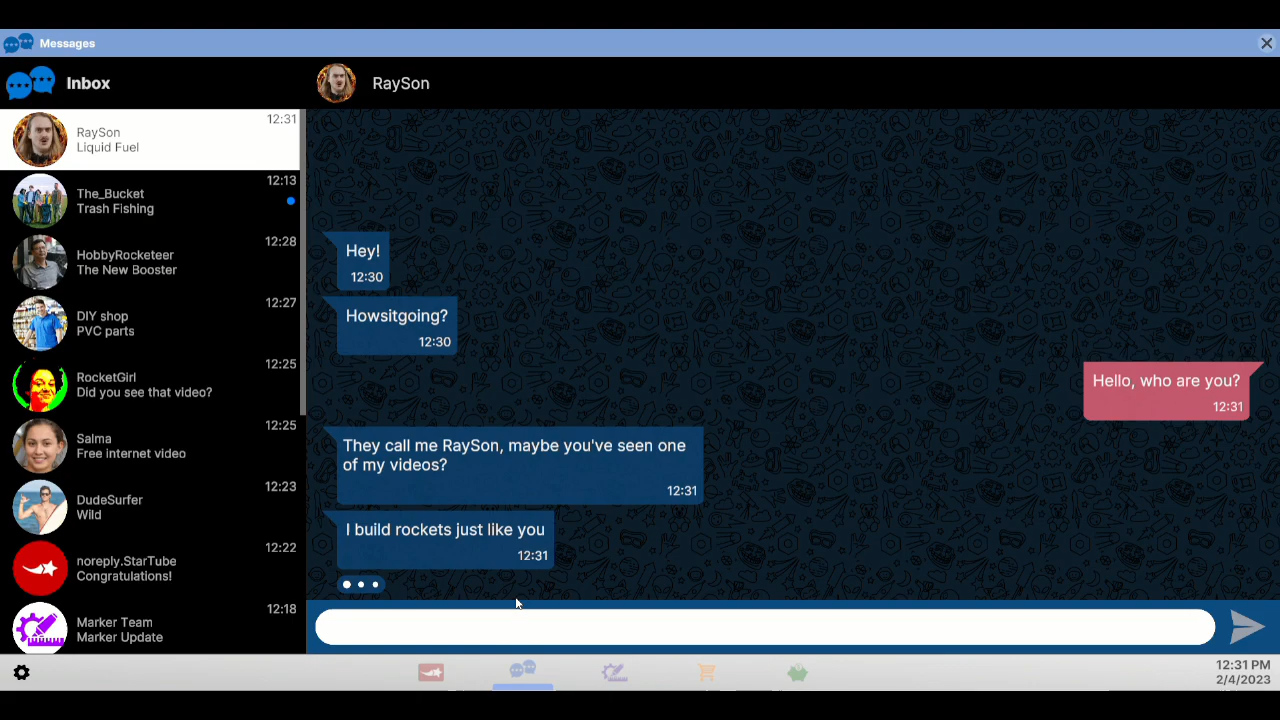 Messages
Inbox
RaySon
12:31
RaySon
Liquid Fuel
12:13
The_Bucket
Trash Fishing
12:28
HobbyRocketeer
The New Booster
12:27
DIY shop
PVC parts
12:25
RocketGirl
Did you see that video?
12:25
Salma
Free internet video
12:23
DudeSurfer
Wild
12:22
noreply.StarTube
Congratulations!
12:18
Marker Team
Marker Update
Hey!
12:30
Howsitgoing?
12:30
Hello, who are you?
12:31
They call me RaySon, maybe you've seen one
of my videos?
12:31
I build rockets just like you
12:31
12:31 PM
2/4/2023